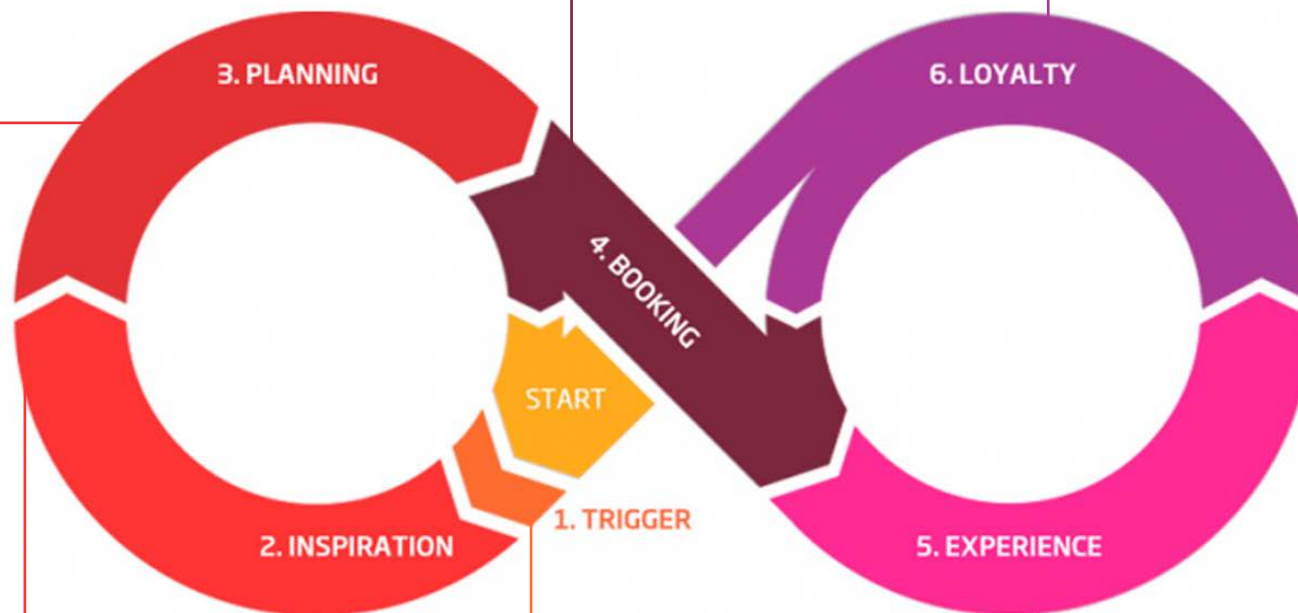 3. PLANNING
6. LOYALTY
4. BOOKING
START
1. TRIGGER
2. INSPIRATION
5. EXPERIENCE